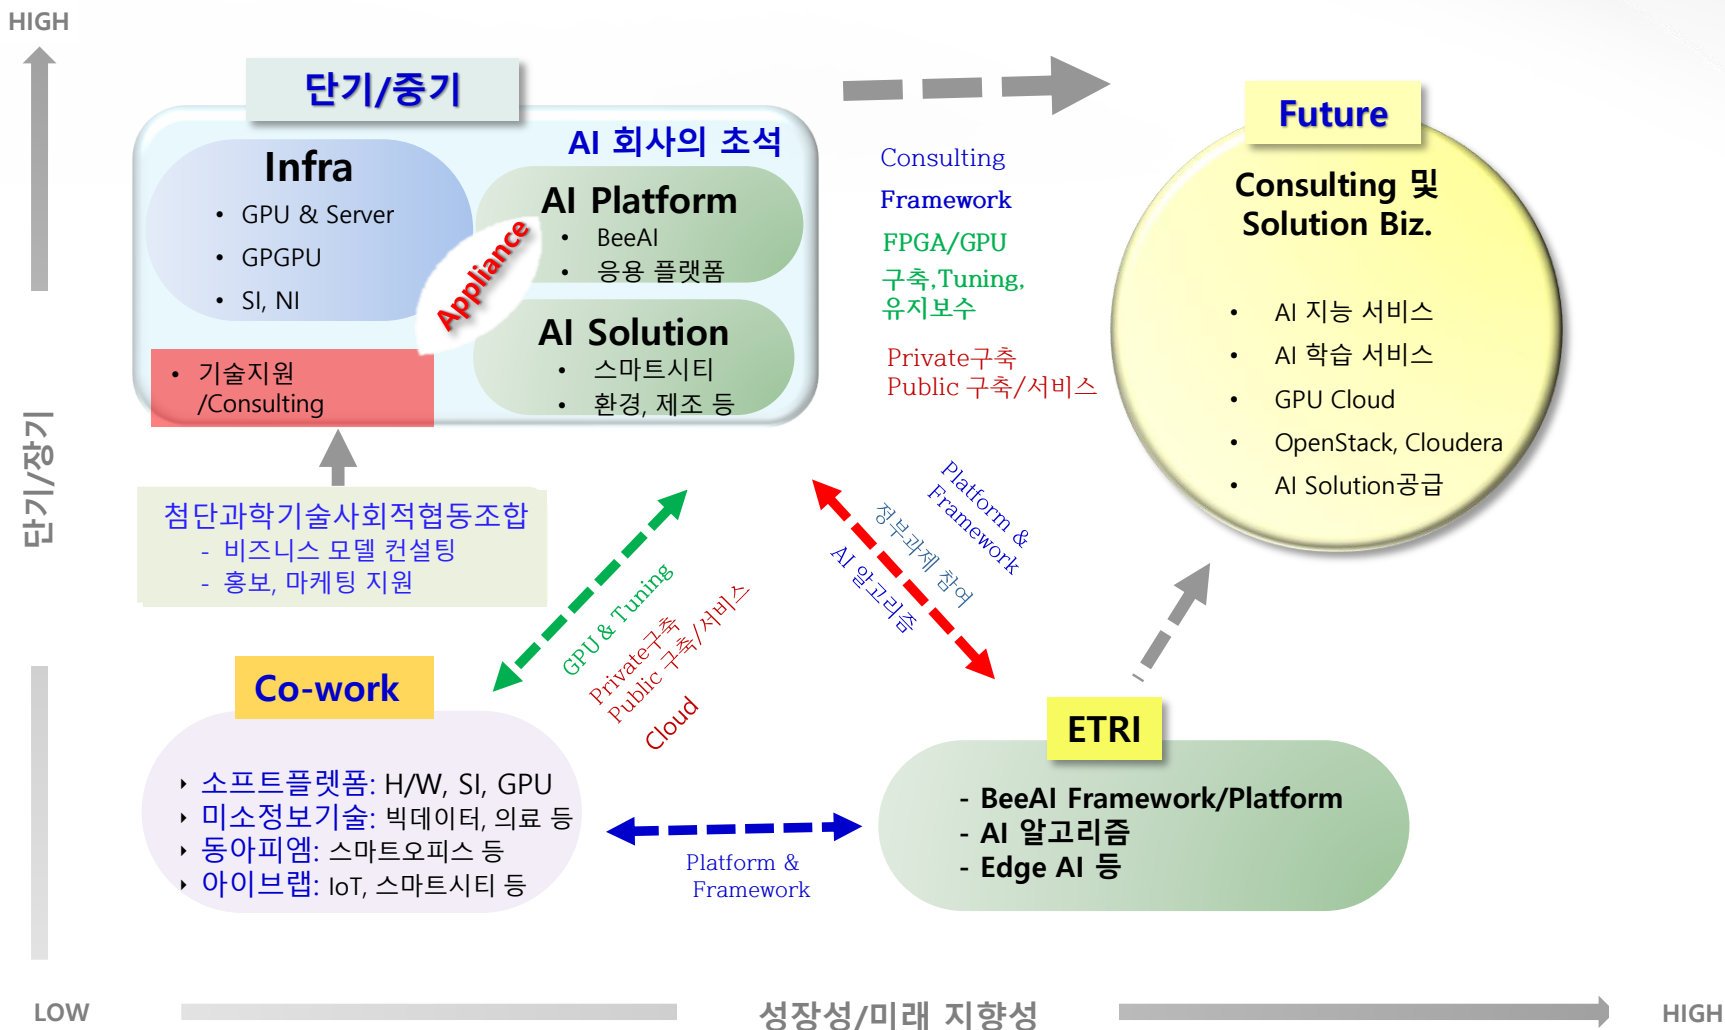 HIGH
단기/중기
AI 회사의 초석
Infra
• GPU & Server
• GPGPU
• SI, NI
• 기술지원
/Consulting
Appliance
AI Platform
• BeeAI
• 응용 플랫폼
AI Solution
• 스마트시티
• 환경, 제조 등
Consulting
Framework
FPGA/GPU
구축,Tuning,
유지보수
Private구축
Public 구축/서비스
Future
Consulting 및
Solution Biz.
• AI 지능 서비스
• AI 학습 서비스
• GPU Cloud
• OpenStack, Cloudera
• AI Solution공급
단기/장기
첨단과학기술사회적협동조합
- 비즈니스 모델 컨설팅
- 홍보, 마케팅 지원
GPU & Tuning
Private구축
Public 구축/서비스
Cloud
Platform &
Framework
정부과제 참여
AI 알고리즘
Co-work
‣ 소프트플렛폼: H/W, SI, GPU
‣ 미소정보기술: 빅데이터, 의료 등
‣ 동아피엠: 스마트오피스 등
‣ 아이브랩: IoT, 스마트시티 등
Platform &
Framework
ETRI
- BeeAI Framework/Platform
- AI 알고리즘
- Edge AI 등
LOW
성장성/미래 지향성
HIGH